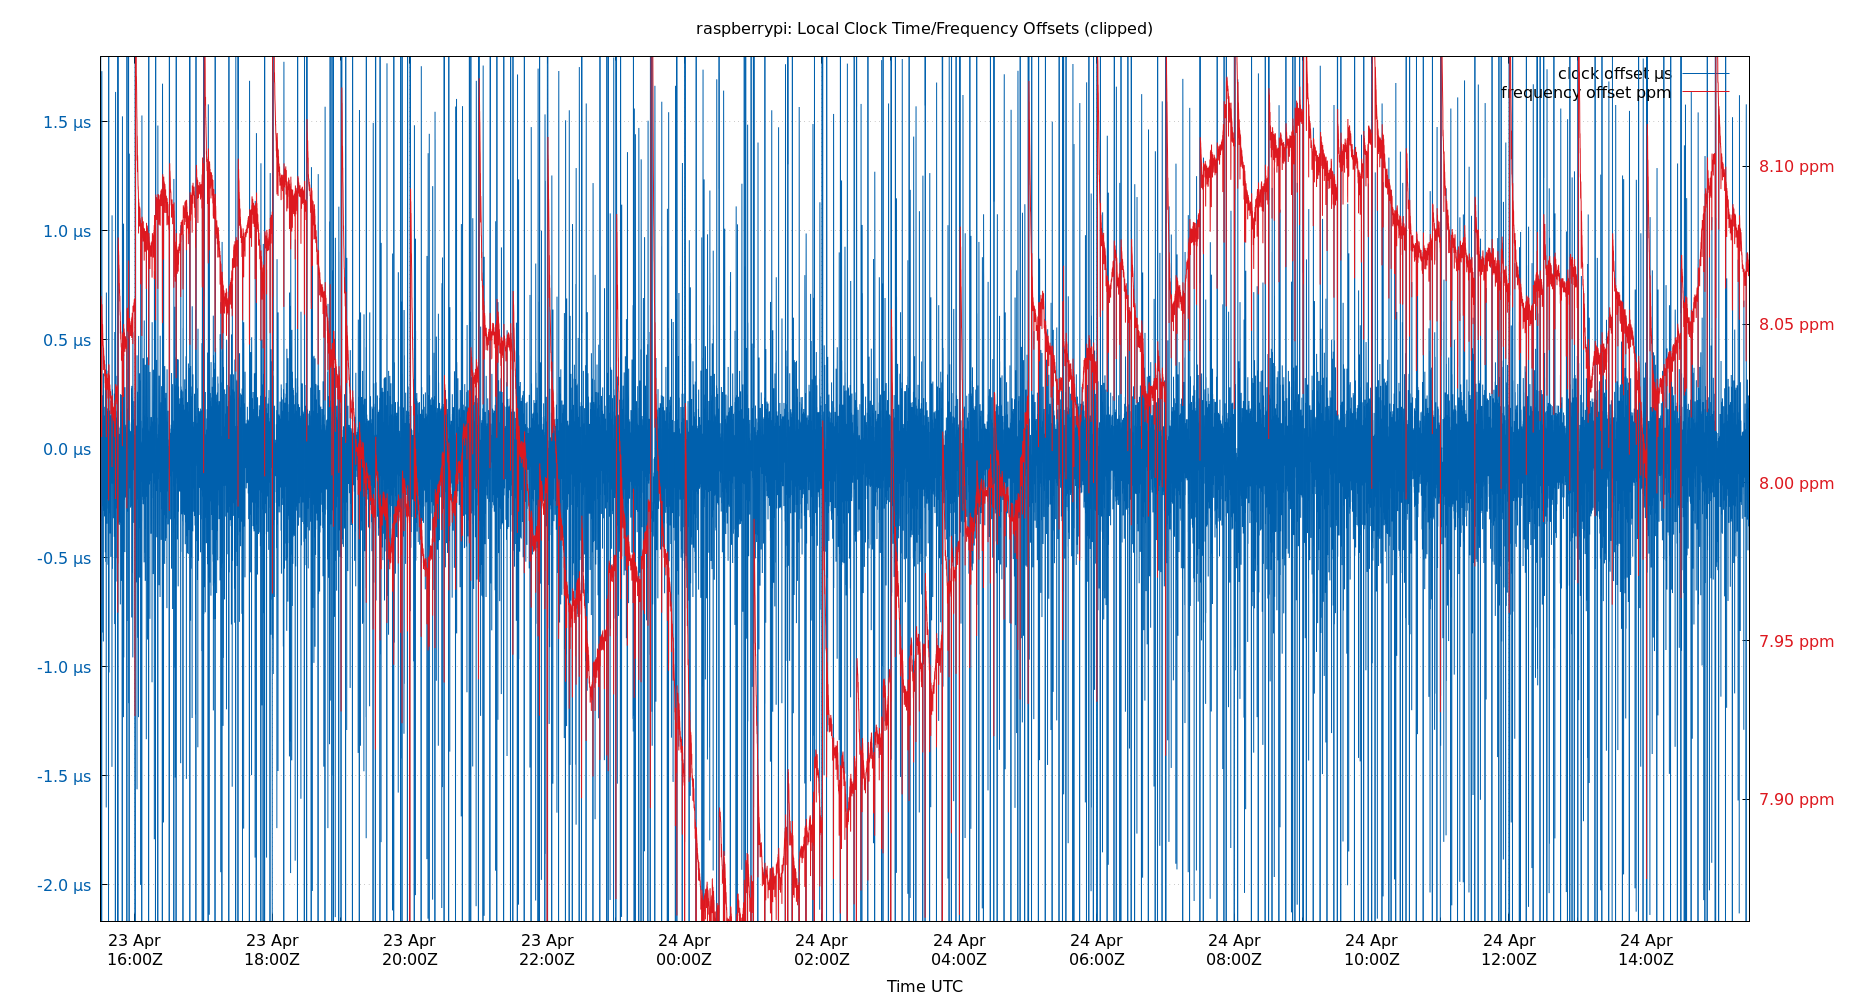 raspberrypi: Local Clock Time/Frequency Offsets (clipped)
clock offset µs
frequency offset ppm
1.5 µs
1.0 µs
0.5 µs
0.0 µs
-0.5 µs
-1.0 µs
-1.5 µs
-2.0 µs
8.10 ppm
8.05 ppm
8.00 ppm
7.95 ppm
7.90 ppm
23 Apr 23 Apr 23 Apr 23 Apr 24 Apr 24 Apr 24 Apr 24 Apr 24 Apr 24 Apr 24 Apr 24 Apr
16:00Z 18:00Z 20:00Z 22:00Z 00:00Z 02:00Z 04:00Z 06:00Z 08:00Z 10:00Z 12:00Z 14:00Z
Time UTC